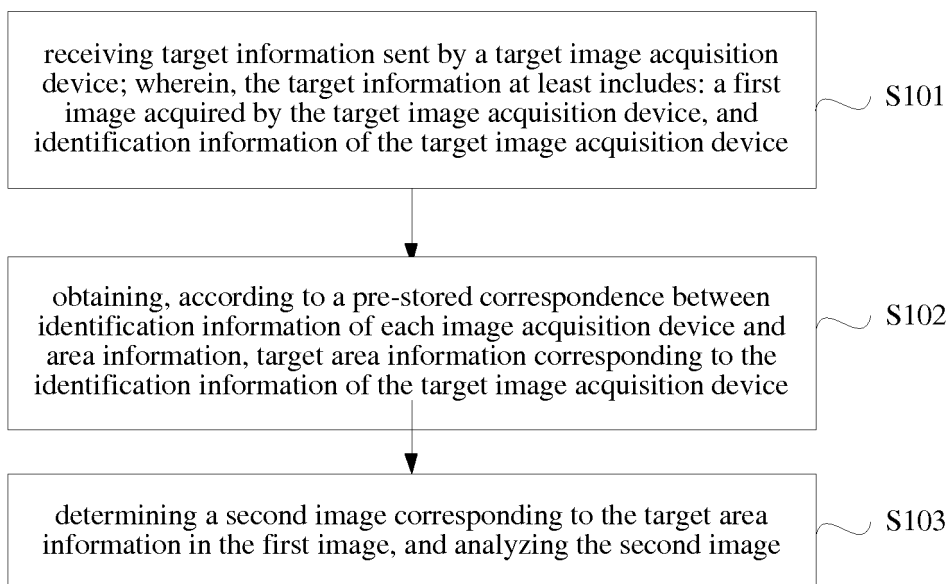 receiving target information sent by a target image acquisition
device; wherein, the target information at least includes: a first
image acquired by the target image acquisition device, and
identification information of the target image acquisition device
S101
obtaining, according to a pre-stored correspondence between
identification information of each image acquisition device and
area information, target area information corresponding to the
identification information of the target image acquisition device
S102
determining a second image corresponding to the target area
information in the first image, and analyzing the second image
S103